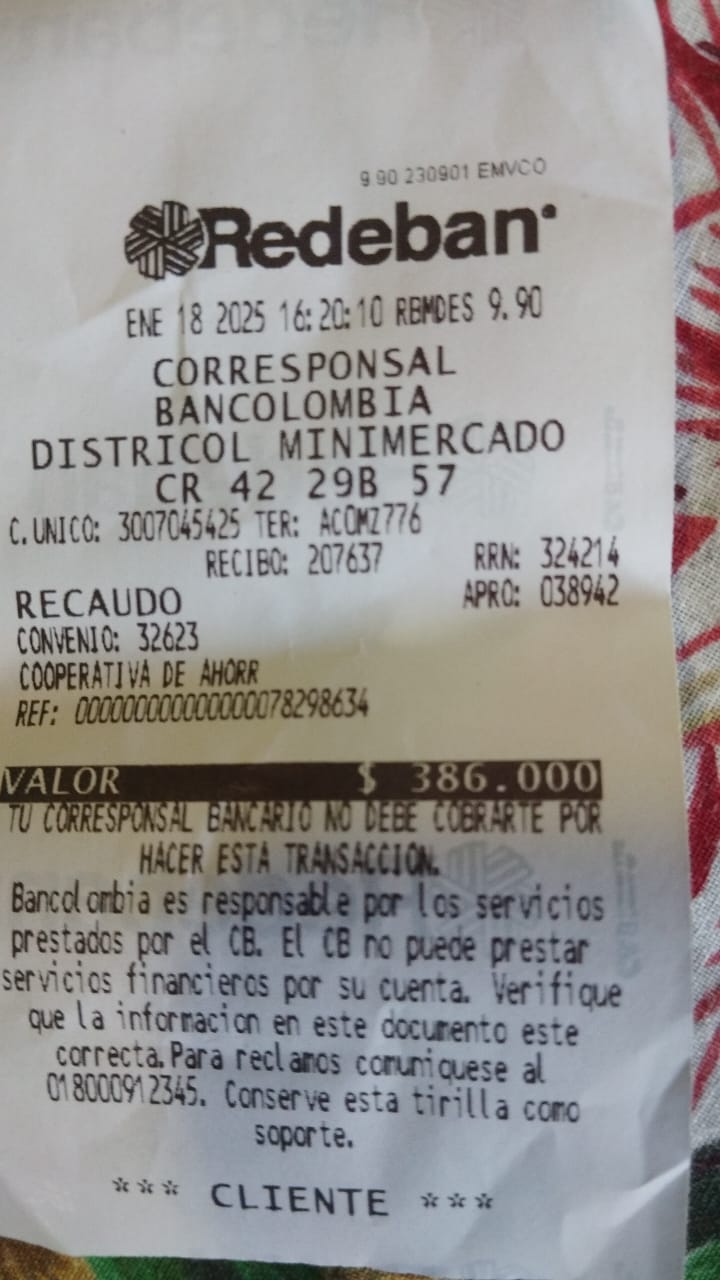 9.90 230901 EMVCO
Redeban
ENE 18 2025 16:20:10 RBMDES 9.90
CORRESPONSAL
BANCOLOMBIA
DISTRICOL MINIMERCADO
CR 42 29B 57
C.UNICO: 3007045425 TER: ACOMZ776
RECIBO: 207637 RRN: 324214
RECAUDO APRO: 038942
CONVENIO: 32623
COOPERATIVA DE AHORR
REF: 000000000000000078298634
VALOR $ 386.000
TU CORRESPONSAL BANCARIO NO DEBE COBRARTE POR
HACER ESTA TRANSACCION.
Bancolombia es responsable por los servicios
prestados por el CB. El CB no puede prestar
servicios financieros por su cuenta. Verifique
que la informacion en este documento este
correcta.Para reclamos comuniquese al
018000912345. Conserve esta tirilla como
soporte.
*** CLIENTE ***